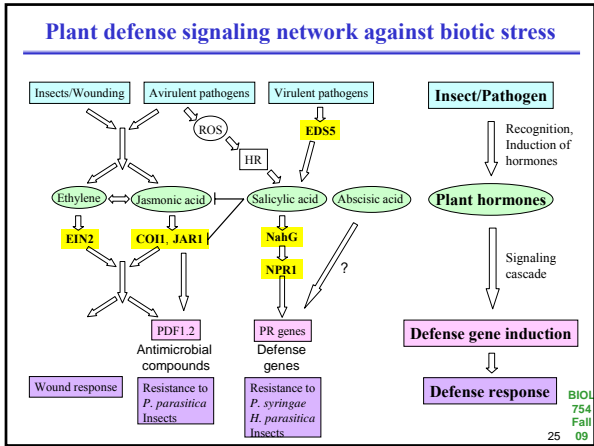 Plant defense signaling network against biotic stress
Insects/Wounding
Avirulent pathogens
Virulent pathogens
Insect/Pathogen
ROS
EDS5
HR
Recognition,
Induction of
hormones
Ethylene
Jasmonic acid
Salicylic acid
Abscisic acid
Plant hormones
EIN2
COI1, JAR1
NahG
NPR1
?
Signaling
cascade
PDF1.2
PR genes
Defense gene induction
Antimicrobial
compounds
Defense
genes
Wound response
Resistance to
P. parasitica
Insects
Resistance to
P. syringae
H. parasitica
Insects
Defense response
BIOL
754
Fall
09
25